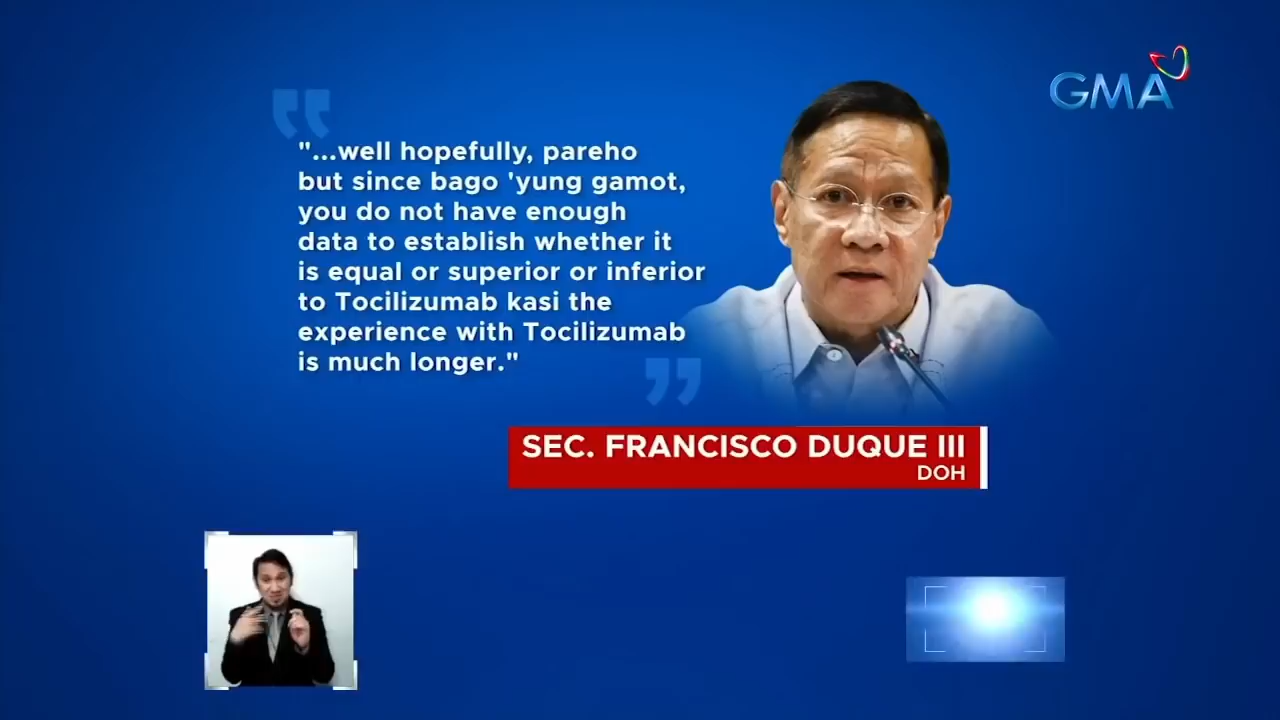 GMA
"...well hopefully, pareho
but since bago 'yung gamot,
you do not have enough
data to establish whether it
is equal or superior or inferior
to Tocilizumab kasi the
experience with Tocilizumab
is much longer."
SEC. FRANCISCO DUQUE III
DOH